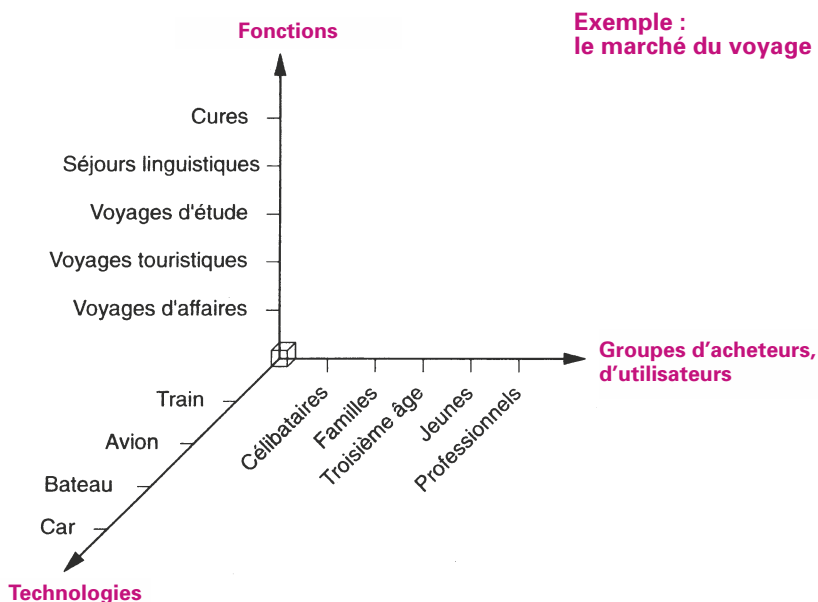 Fonctions
Exemple :
le marché du voyage
Cures
Séjours linguistiques
Voyages d'étude
Voyages touristiques
Voyages d'affaires
Groupes d'acheteurs,
d'utilisateurs
Train
Avion
Bateau
Car
Célibataires
Familles
Troisième âge
Jeunes
Professionnels
Technologies